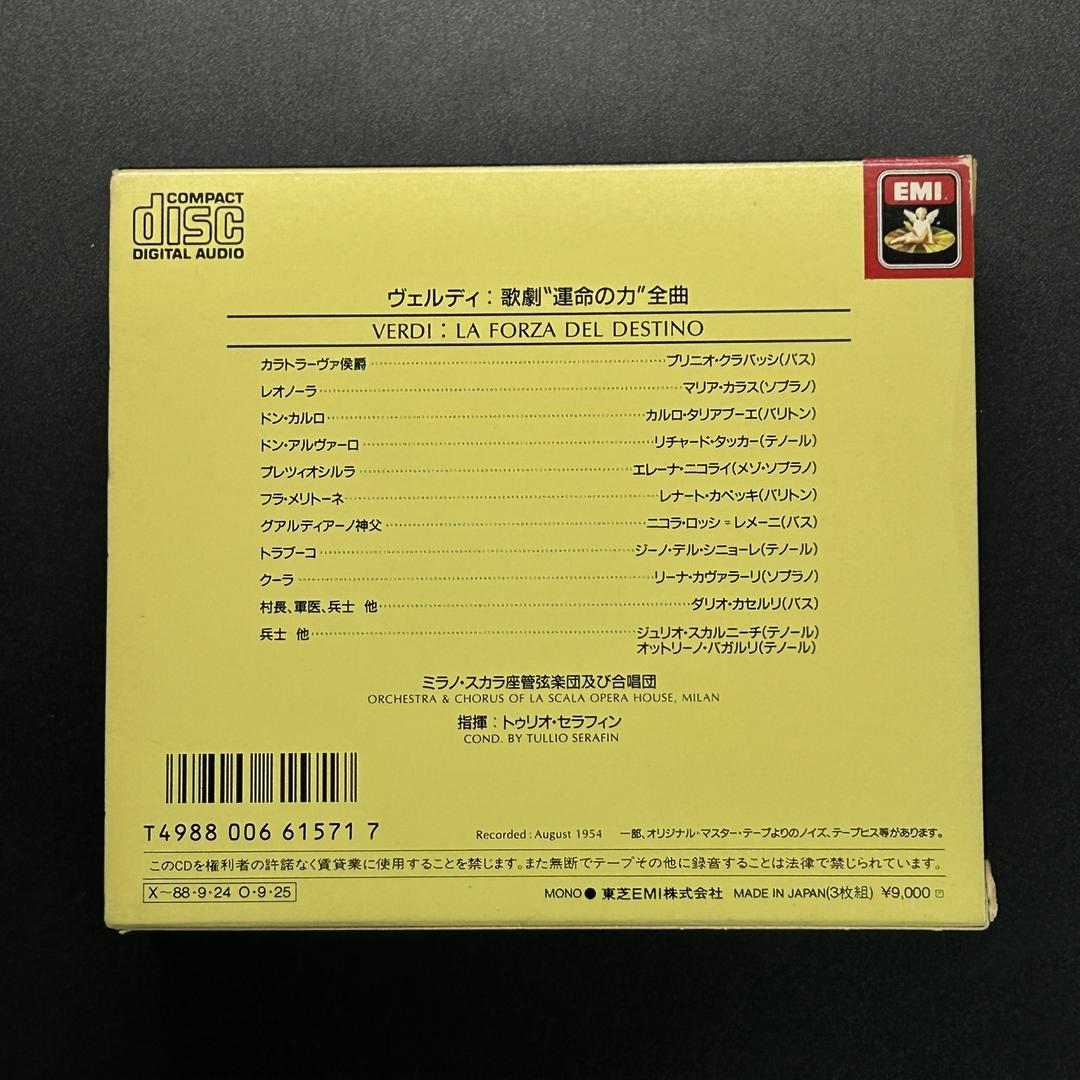 COMPACT
disc
DIGITAL AUDIO
EMI
ヴェルディ：歌劇“運命の力”全曲
VERDI：LA FORZA DEL DESTINO
カラトラーヴァ侯爵……プリニオ・クラバッシ(バス)
レオノーラ……マリア・カラス(ソプラノ)
ドン・カルロ……カルロ・タリアブーエ(バリトン)
ドン・アルヴァーロ……リチャード・タッカー(テノール)
プレツィオシルラ……エレーナ・ニコライ(メゾ・ソプラノ)
フラ・メリトーネ……レナート・カペッキ(バリトン)
グアルディアーノ神父……ニコラ・ロッシ＝レメーニ(バス)
トラブーコ……ジーノ・デル・シニョーレ(テノール)
クーラ……リーナ・カヴァラーリ(ソプラノ)
村長、軍医、兵士 他……ダリオ・カセルリ(バス)
兵士 他……ジュリオ・スカルニーチ(テノール)
オットリーノ・バガルリ(テノール)
ミラノ・スカラ座管弦楽団及び合唱団
ORCHESTRA & CHORUS OF LA SCALA OPERA HOUSE, MILAN
指揮：トゥリオ・セラフィン
COND. BY TULLIO SERAFIN
T4988 006 61571 7
Recorded : August 1954 一部、オリジナル・マスター・テープよりのノイズ、テープヒス等があります。
このCDを権利者の許諾なく賃貸業に使用することを禁じます。また無断でテープその他に録音することは法律で禁じられています。
X～88・9・24 O・9・25
MONO ● 東芝EMI株式会社 MADE IN JAPAN(3枚組) ¥9,000